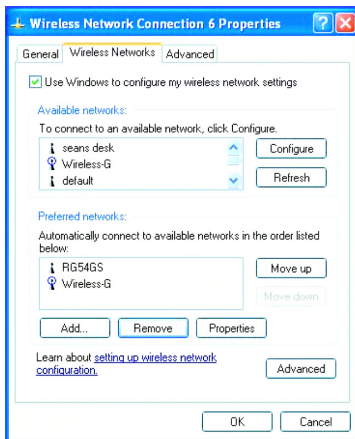 Wireless Network Connection 6 Properties
General Wireless Networks Advanced
Use Windows to configure my wireless network settings
Available networks:
To connect to an available network, click Configure.
seans desk
Wireless-G
default
Configure
Refresh
Preferred networks:
Automatically connect to available networks in the order listed
below:
RG54GS
Wireless-G
Move up
Move down
Add... Remove Properties
Learn about setting up wireless network
configuration.
Advanced
OK Cancel